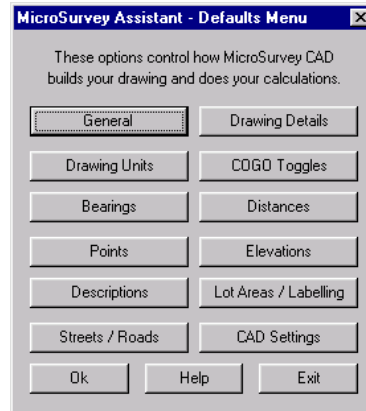 MicroSurvey Assistant - Defaults Menu
These options control how MicroSurvey CAD
builds your drawing and does your calculations.
General Drawing Details
Drawing Units COGO Toggles
Bearings Distances
Points Elevations
Descriptions Lot Areas / Labelling
Streets / Roads CAD Settings
Ok Help Exit